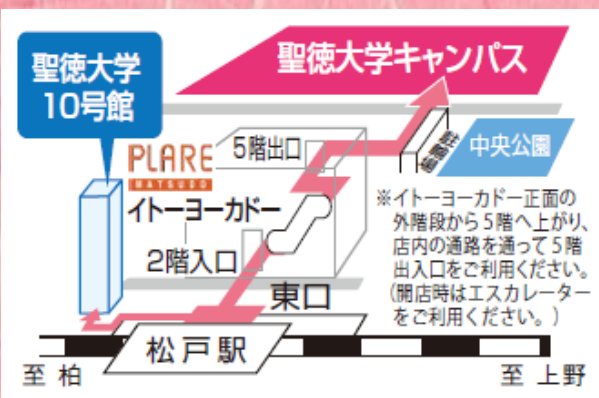 聖徳大学
10号館
聖徳大学キャンパス
PLARE
MATSUDO
イトーヨーカドー
5階出口
2階入口
駐輪場
中央公園
※イトーヨーカドー正面の
外階段から5階へ上がり、
店内の通路を通って5階
出入口をご利用ください。
(開店時はエスカレーター
をご利用ください。)
東口
松戸駅
至 柏
至 上野